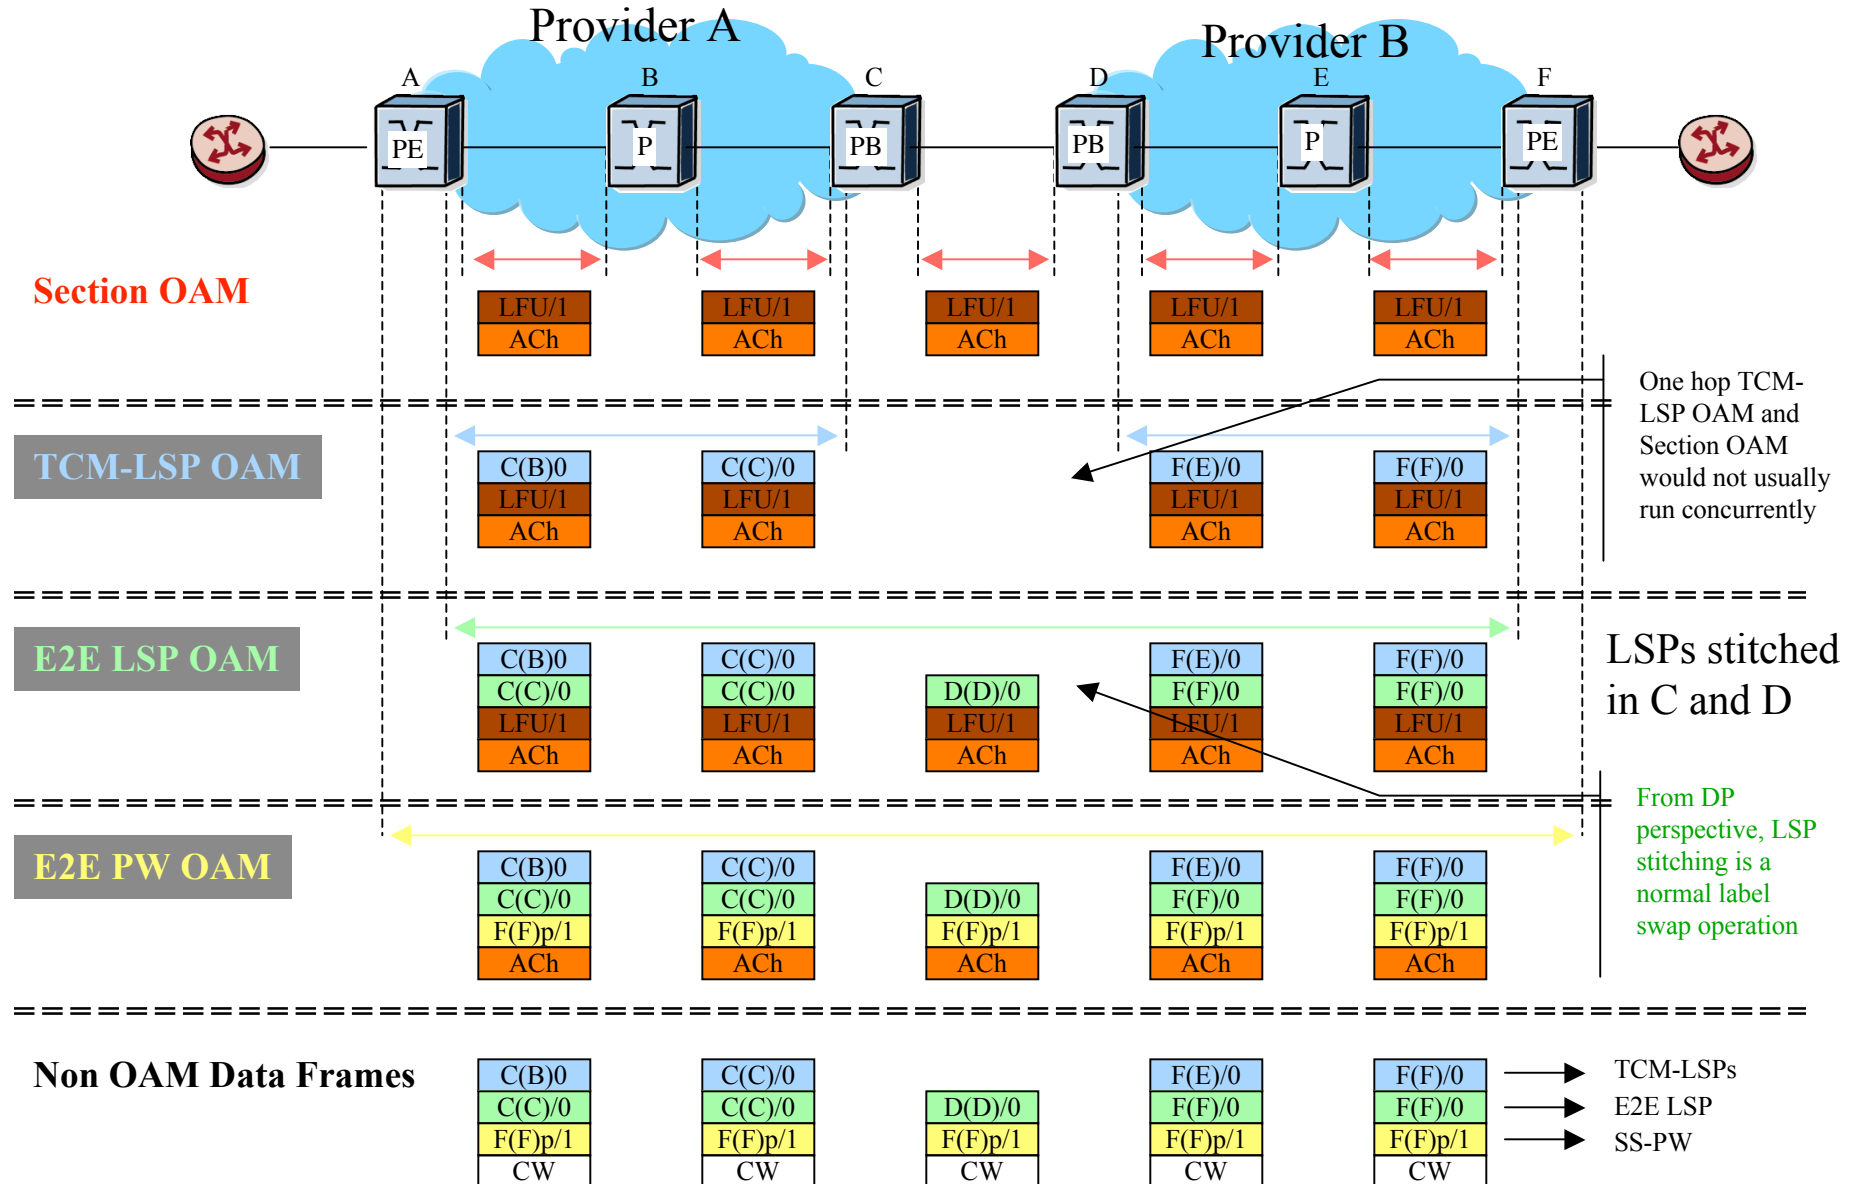 Provider A
Provider B
A B C D E F
PE P PB PB P PE
Section OAM
LFU/1 LFU/1 LFU/1 LFU/1 LFU/1
ACh ACh ACh ACh ACh
One hop TCM-
LSP OAM and
Section OAM
would not usually
run concurrently
TCM-LSP OAM
C(B)0 C(C)/0 F(E)/0 F(F)/0
LFU/1 LFU/1 LFU/1 LFU/1
ACh ACh ACh ACh
E2E LSP OAM
C(B)0 C(C)/0 F(E)/0 F(F)/0
C(C)/0 C(C)/0 D(D)/0 F(F)/0 F(F)/0
LFU/1 LFU/1 LFU/1 LFU/1 LFU/1
ACh ACh ACh ACh ACh
LSPs stitched
in C and D
From DP
perspective, LSP
stitching is a
normal label
swap operation
E2E PW OAM
C(B)0 C(C)/0 F(E)/0 F(F)/0
C(C)/0 C(C)/0 D(D)/0 F(F)/0 F(F)/0
F(F)p/1 F(F)p/1 F(F)p/1 F(F)p/1 F(F)p/1
ACh ACh ACh ACh ACh
Non OAM Data Frames
C(B)0 C(C)/0 F(E)/0 F(F)/0 TCM-LSPs
C(C)/0 C(C)/0 D(D)/0 F(F)/0 F(F)/0 E2E LSP
F(F)p/1 F(F)p/1 F(F)p/1 F(F)p/1 F(F)p/1 SS-PW
CW CW CW CW CW